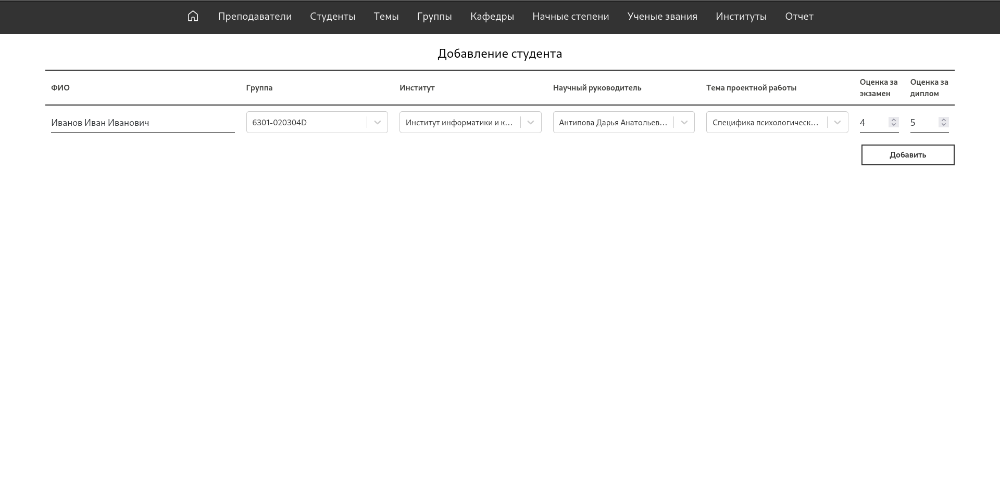 Преподаватели Студенты Темы Группы Кафедры Начные степени Ученые звания Институты Отчет
Добавление студента
ФИО Группа Институт Научный руководитель Тема проектной работы Оценка за экзамен Оценка за диплом
Иванов Иван Иванович 6301-020304D Институт информатики и к... Антипова Дарья Анатольев... Специфика психологическ... 4 5
Добавить